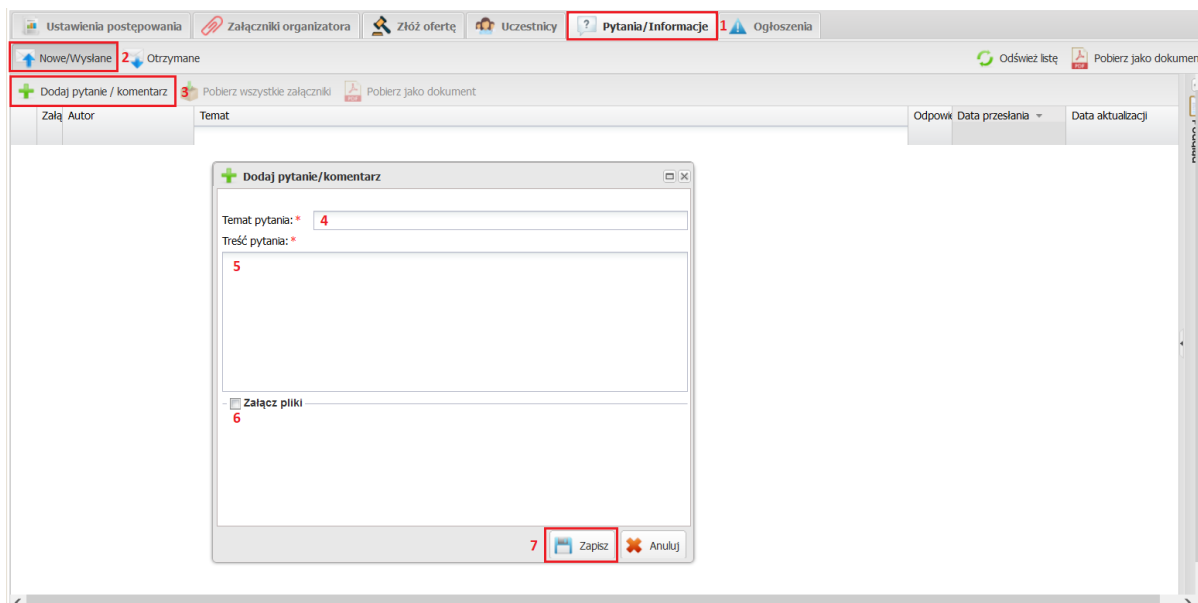 Ustawienia postępowania Załączniki organizatora Złóż ofertę Uczestnicy Pytania/Informacje 1 Ogłoszenia
Nowe/Wysłane 2 Otrzymane Odśwież listę Pobierz jako dokumen
Dodaj pytanie / komentarz 3 Pobierz wszystkie załączniki Pobierz jako dokument
Załą Autor Temat Odpowie Data przesłania Data aktualizacji
Dodaj pytanie/komentarz
Temat pytania: * 4
Treść pytania: *
5
Załącz pliki
6
7 Zapisz Anuluj